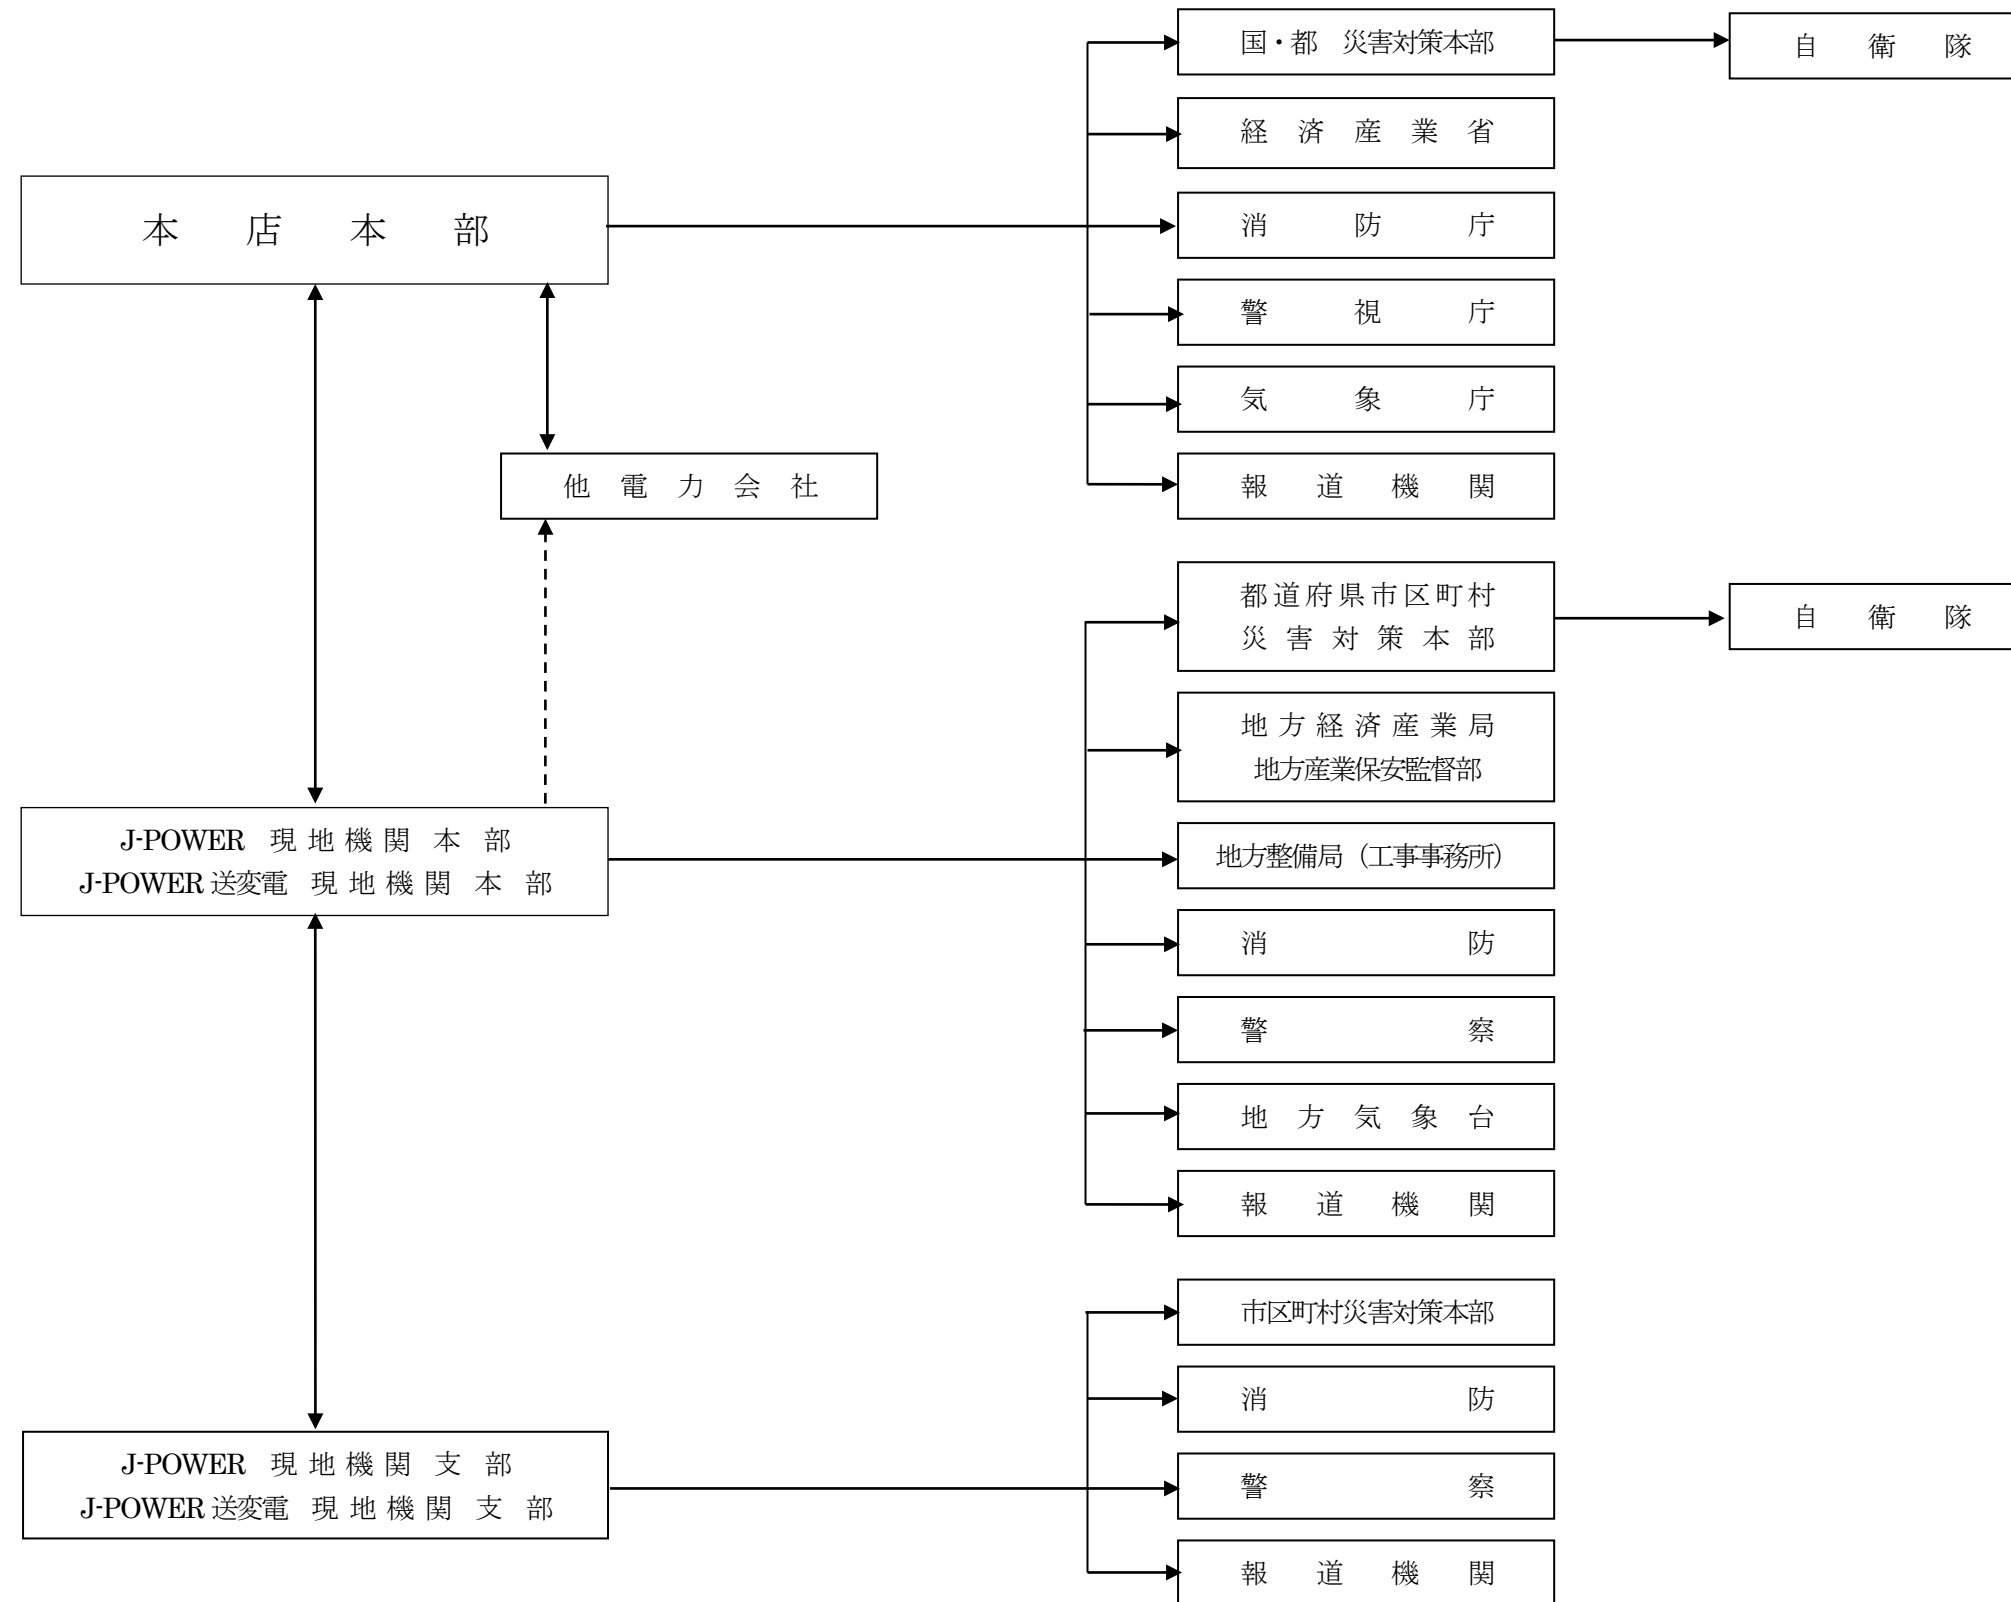 国・都 災害対策本部
自衛隊
経済産業省
本店本部
消防庁
警視庁
気象庁
他電力会社
報道機関
都道府県市区町村
災害対策本部
自衛隊
地方経済産業局
地方産業保安監督部
J-POWER 現地機関本部
J-POWER 送変電 現地機関本部
地方整備局（工事事務所）
消防
警察
地方気象台
報道機関
市区町村災害対策本部
消防
J-POWER 現地機関支部
J-POWER 送変電 現地機関支部
警察
報道機関